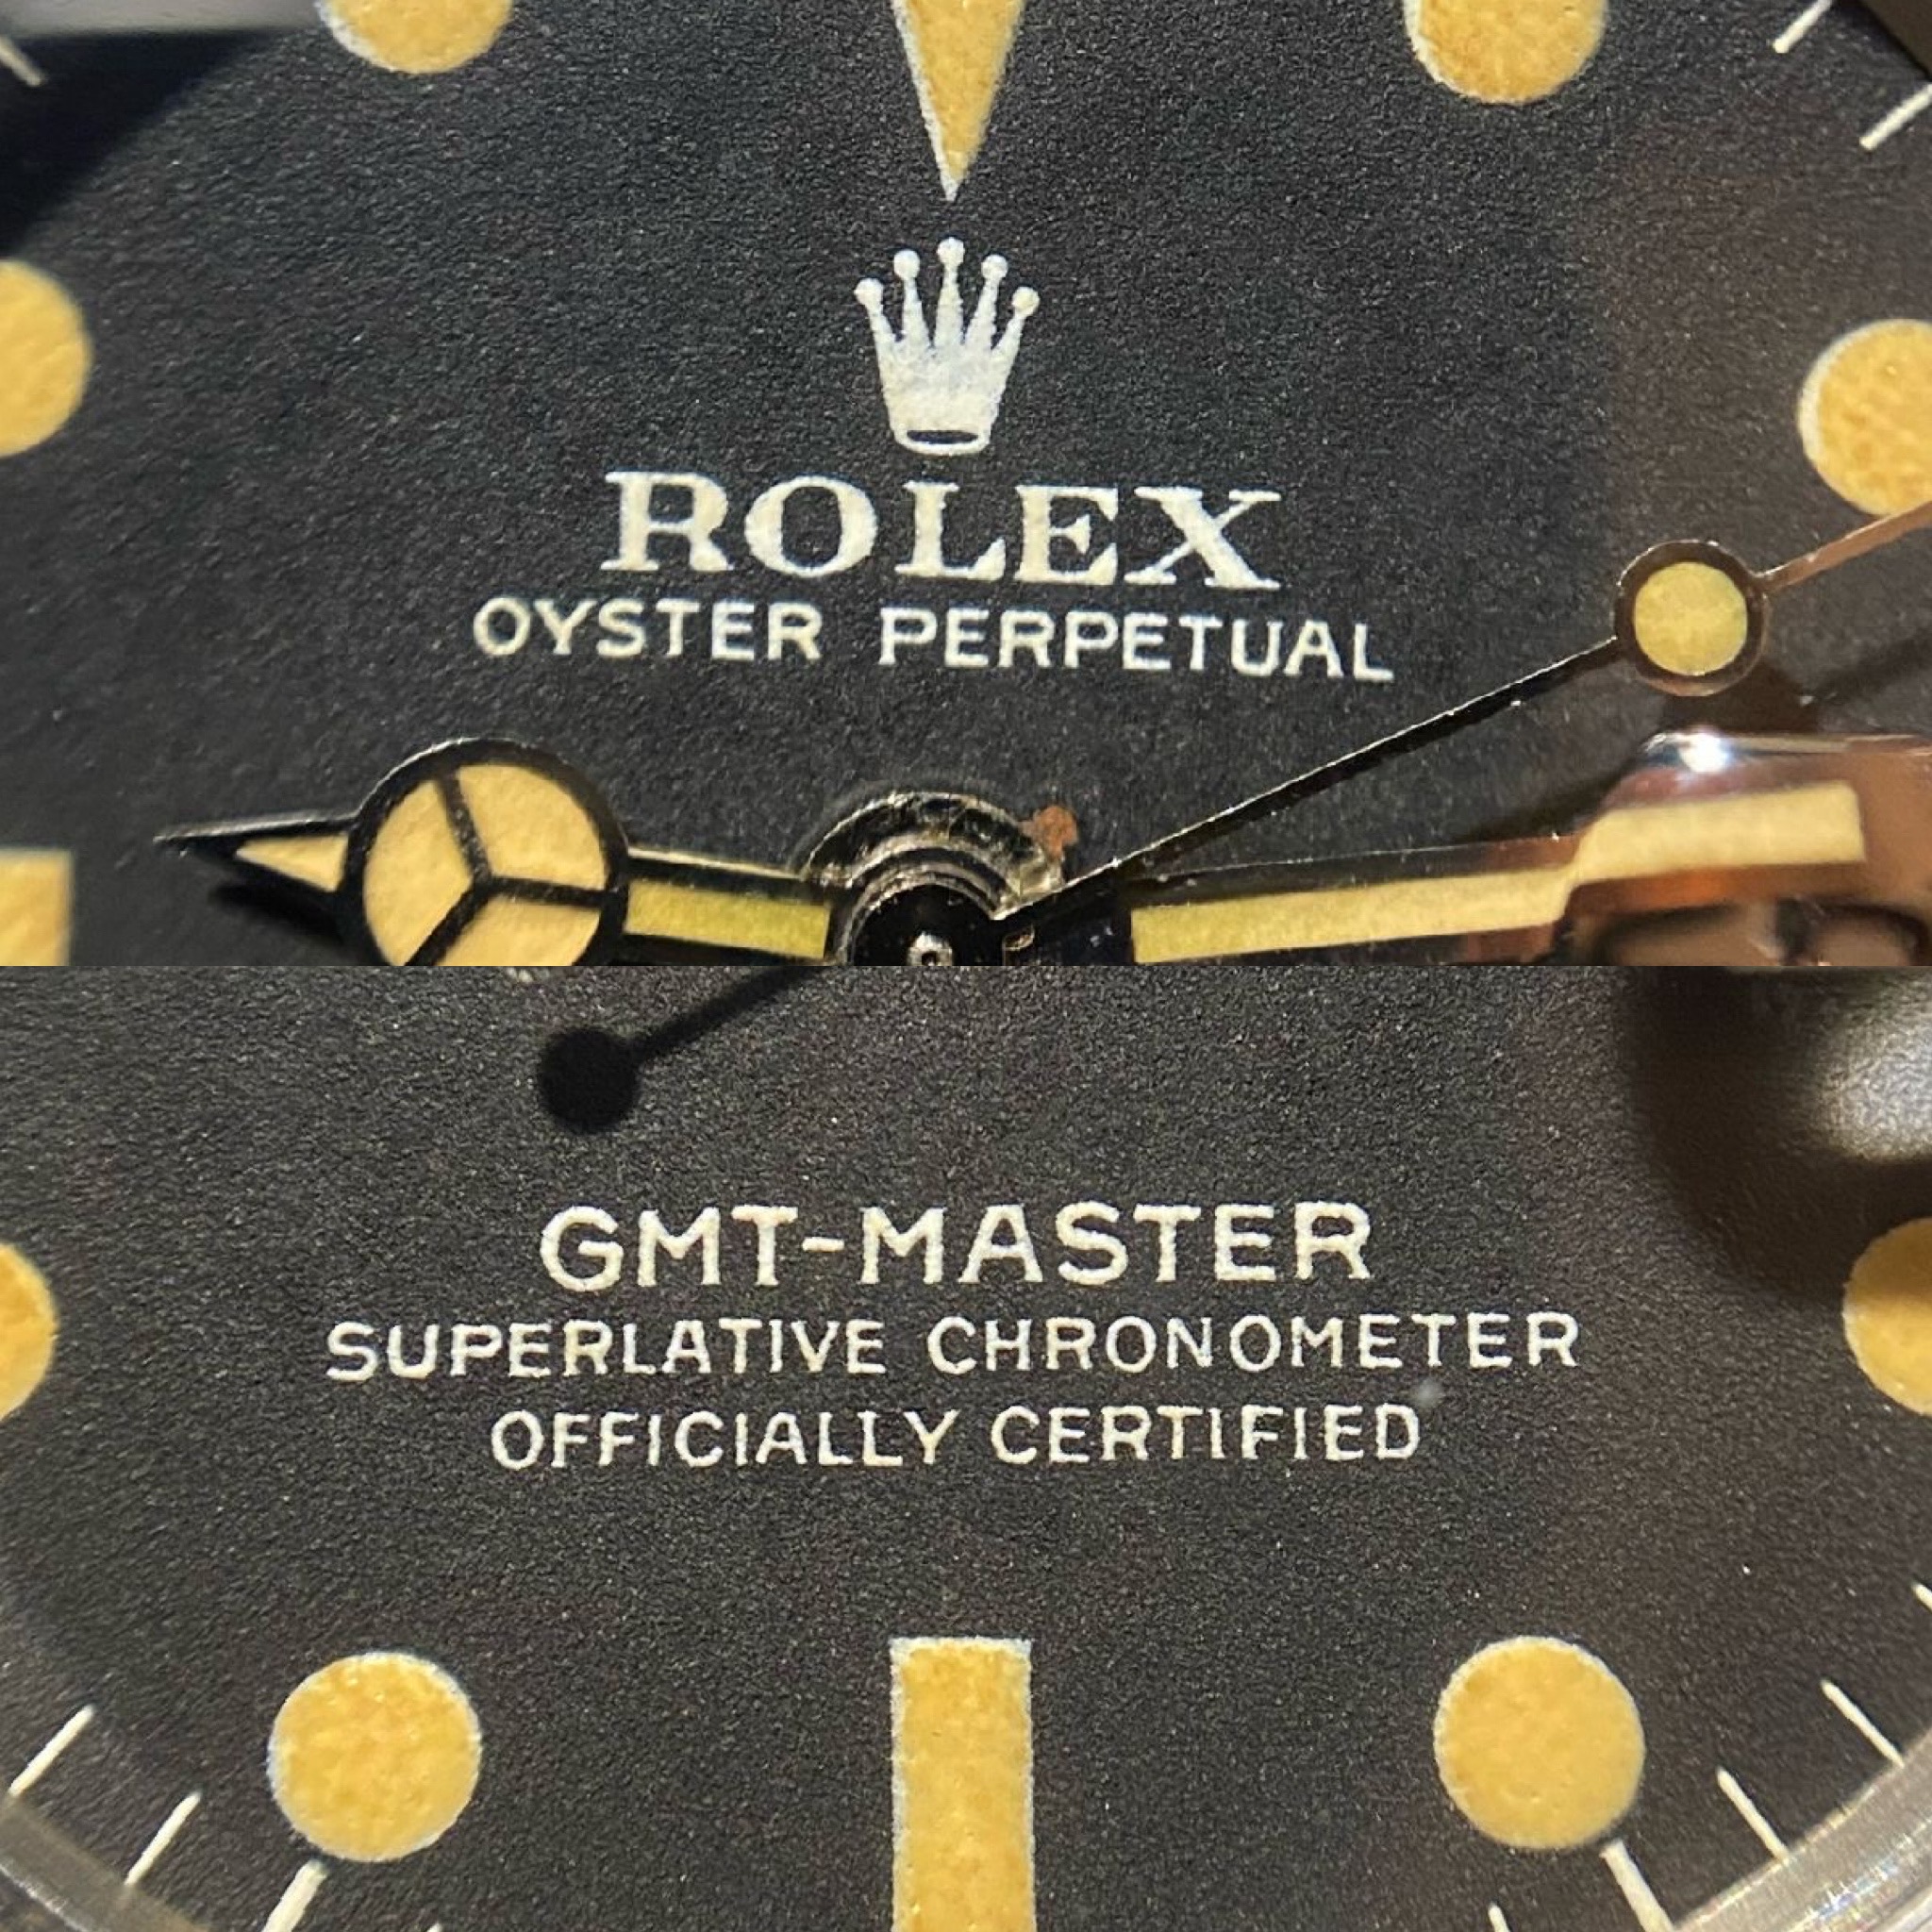 ROLEX
OYSTER PERPETUAL
GMT-MASTER
SUPERLATIVE CHRONOMETER
OFFICIALLY CERTIFIED